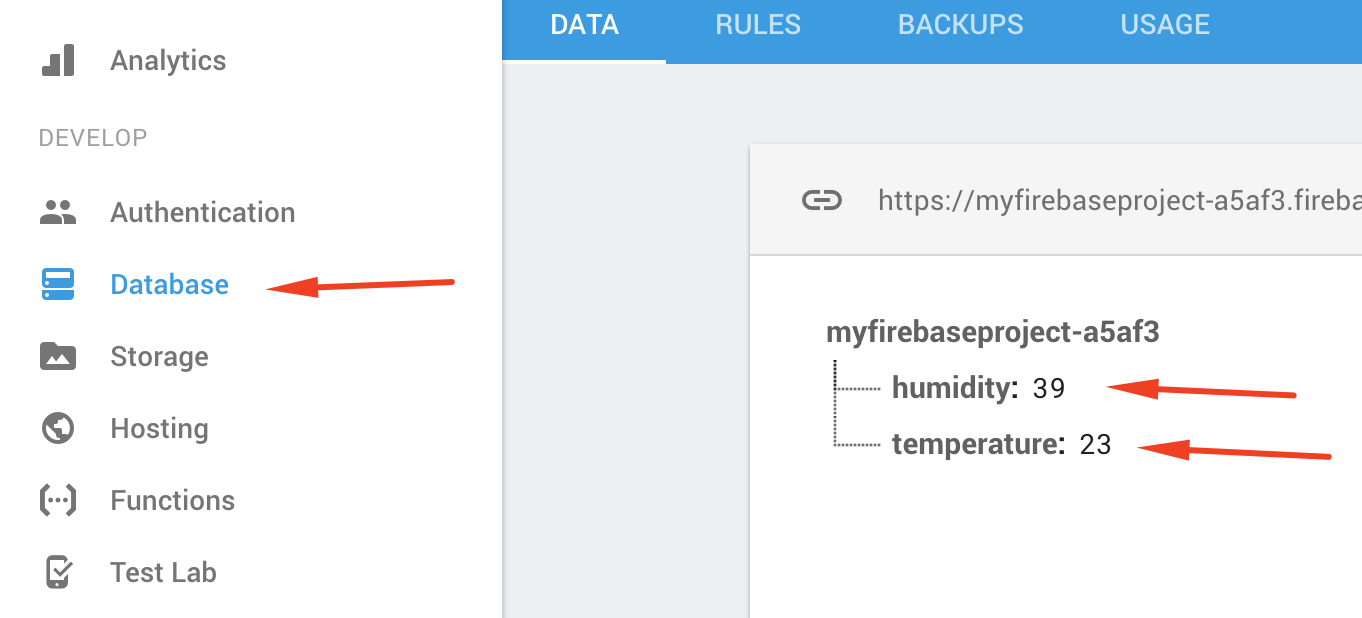 Analytics
DEVELOP
Authentication
Database
Storage
Hosting
Functions
Test Lab
DATA RULES BACKUPS USAGE
https://myfirebaseproject-a5af3.fireba
myfirebaseproject-a5af3
humidity: 39
temperature: 23